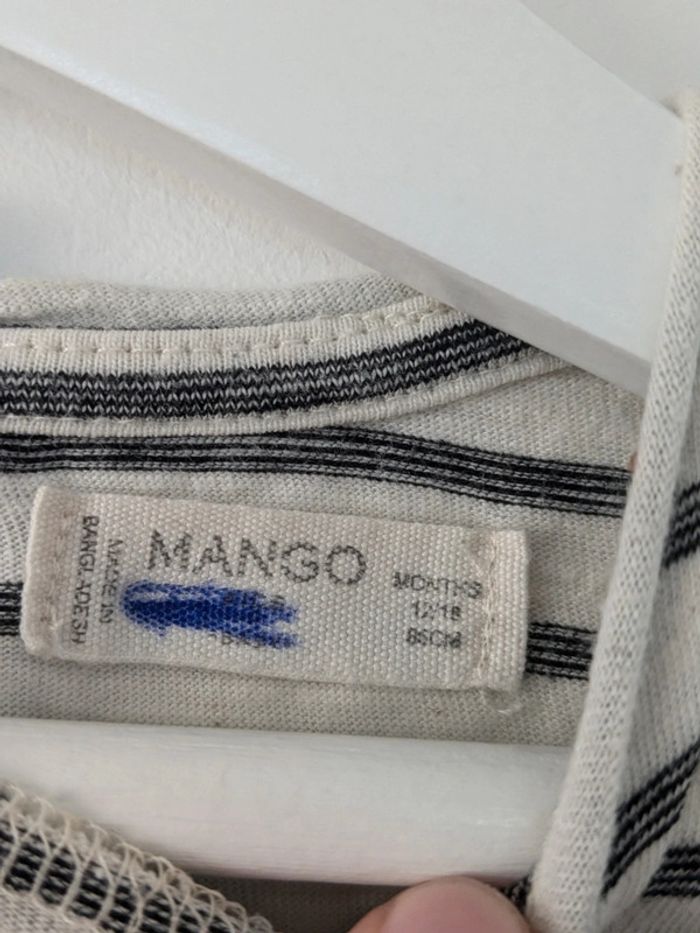 MADE IN
BANGLADESH
MANGO
MONTHS
12/18
86CM